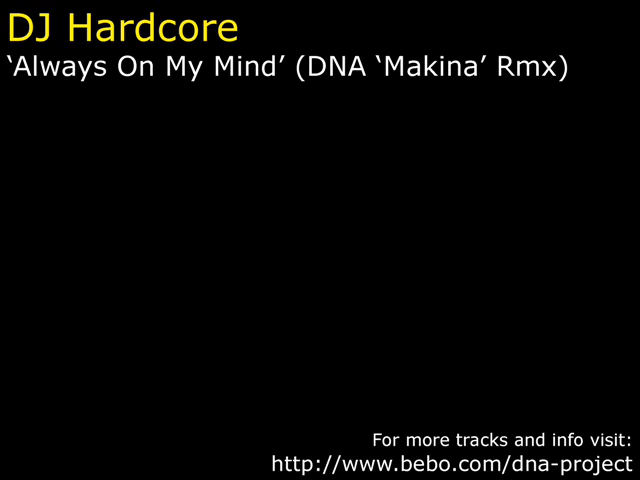 DJ Hardcore
‘Always On My Mind’ (DNA ‘Makina’ Rmx)
For more tracks and info visit:
http://www.bebo.com/dna-project